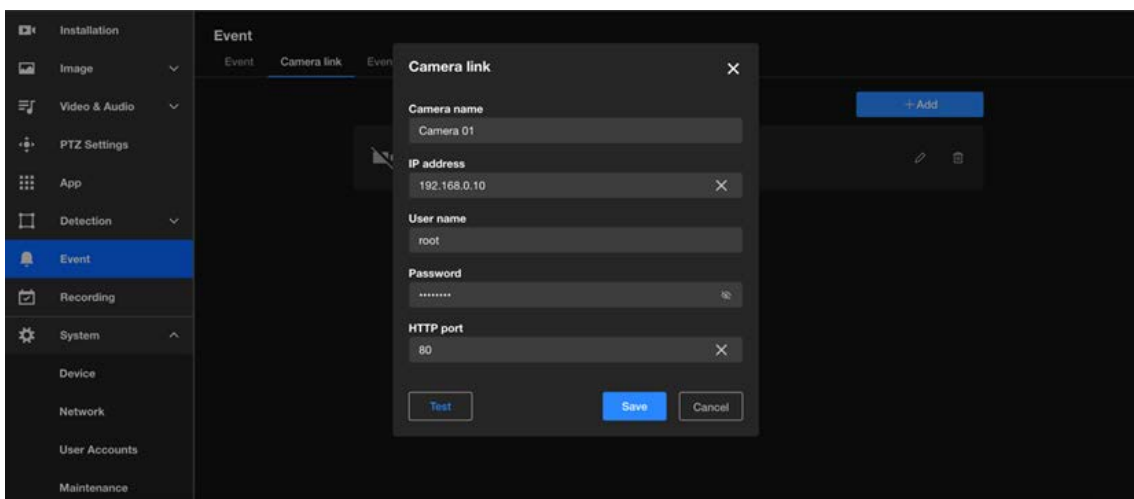 Installation
Image
Video & Audio
PTZ Settings
App
Detection
Event
Recording
System
Device
Network
User Accounts
Maintenance
Event
Event Camera link Even
+ Add
Camera link
Camera name
Camera 01
IP address
192.168.0.10
User name
root
Password
••••••••
HTTP port
80
Test Save Cancel